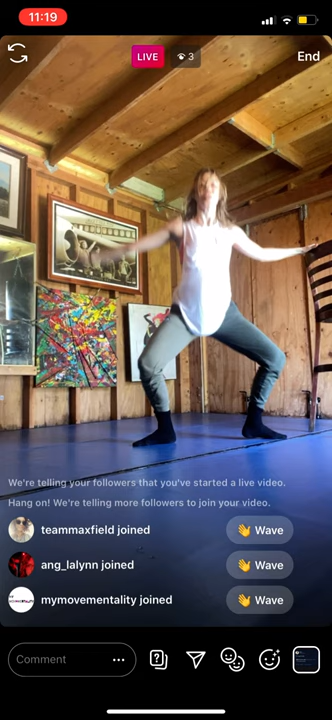 11:19
LIVE
3
End
We're telling your followers that you've started a live video.
Hang on! We're telling more followers to join your video.
teammaxfield joined
👋 Wave
ang_lalynn joined
👋 Wave
mymovementality joined
👋 Wave
Comment